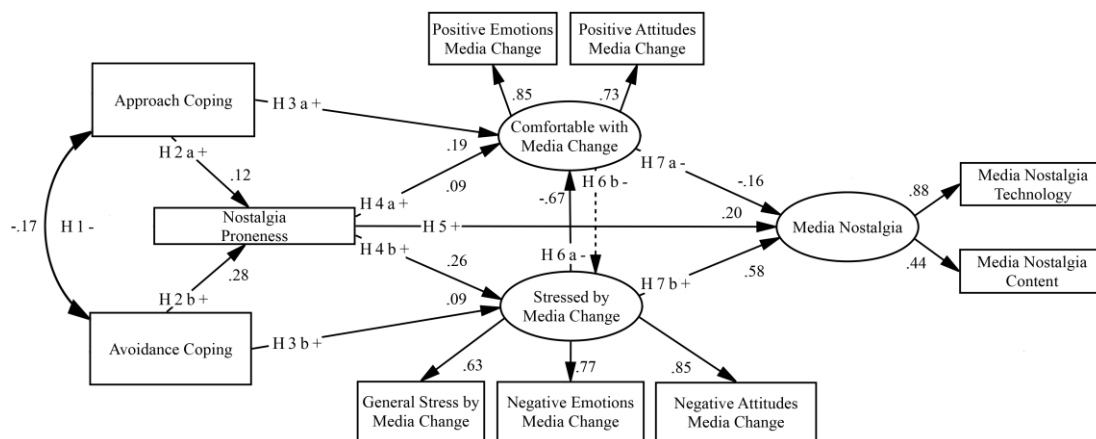 Positive Emotions
Media Change
Positive Attitudes
Media Change
.85
.73
Approach Coping
H 3 a +
Comfortable with
Media Change
H 2 a +
.19
.12
H 4 a +
.09
H 6 b -
H 7 a -
-.67
-.16
Media Nostalgia
Technology
.88
-.17
H 1 -
Nostalgia
Proneness
H 5 +
.20
Media Nostalgia
H 4 b +
.28
.26
H 6 a -
.58
.44
Media Nostalgia
Content
H 2 b +
.09
H 7 b +
Stressed by
Media Change
Avoidance Coping
H 3 b +
.63
.77
.85
General Stress by
Media Change
Negative Emotions
Media Change
Negative Attitudes
Media Change